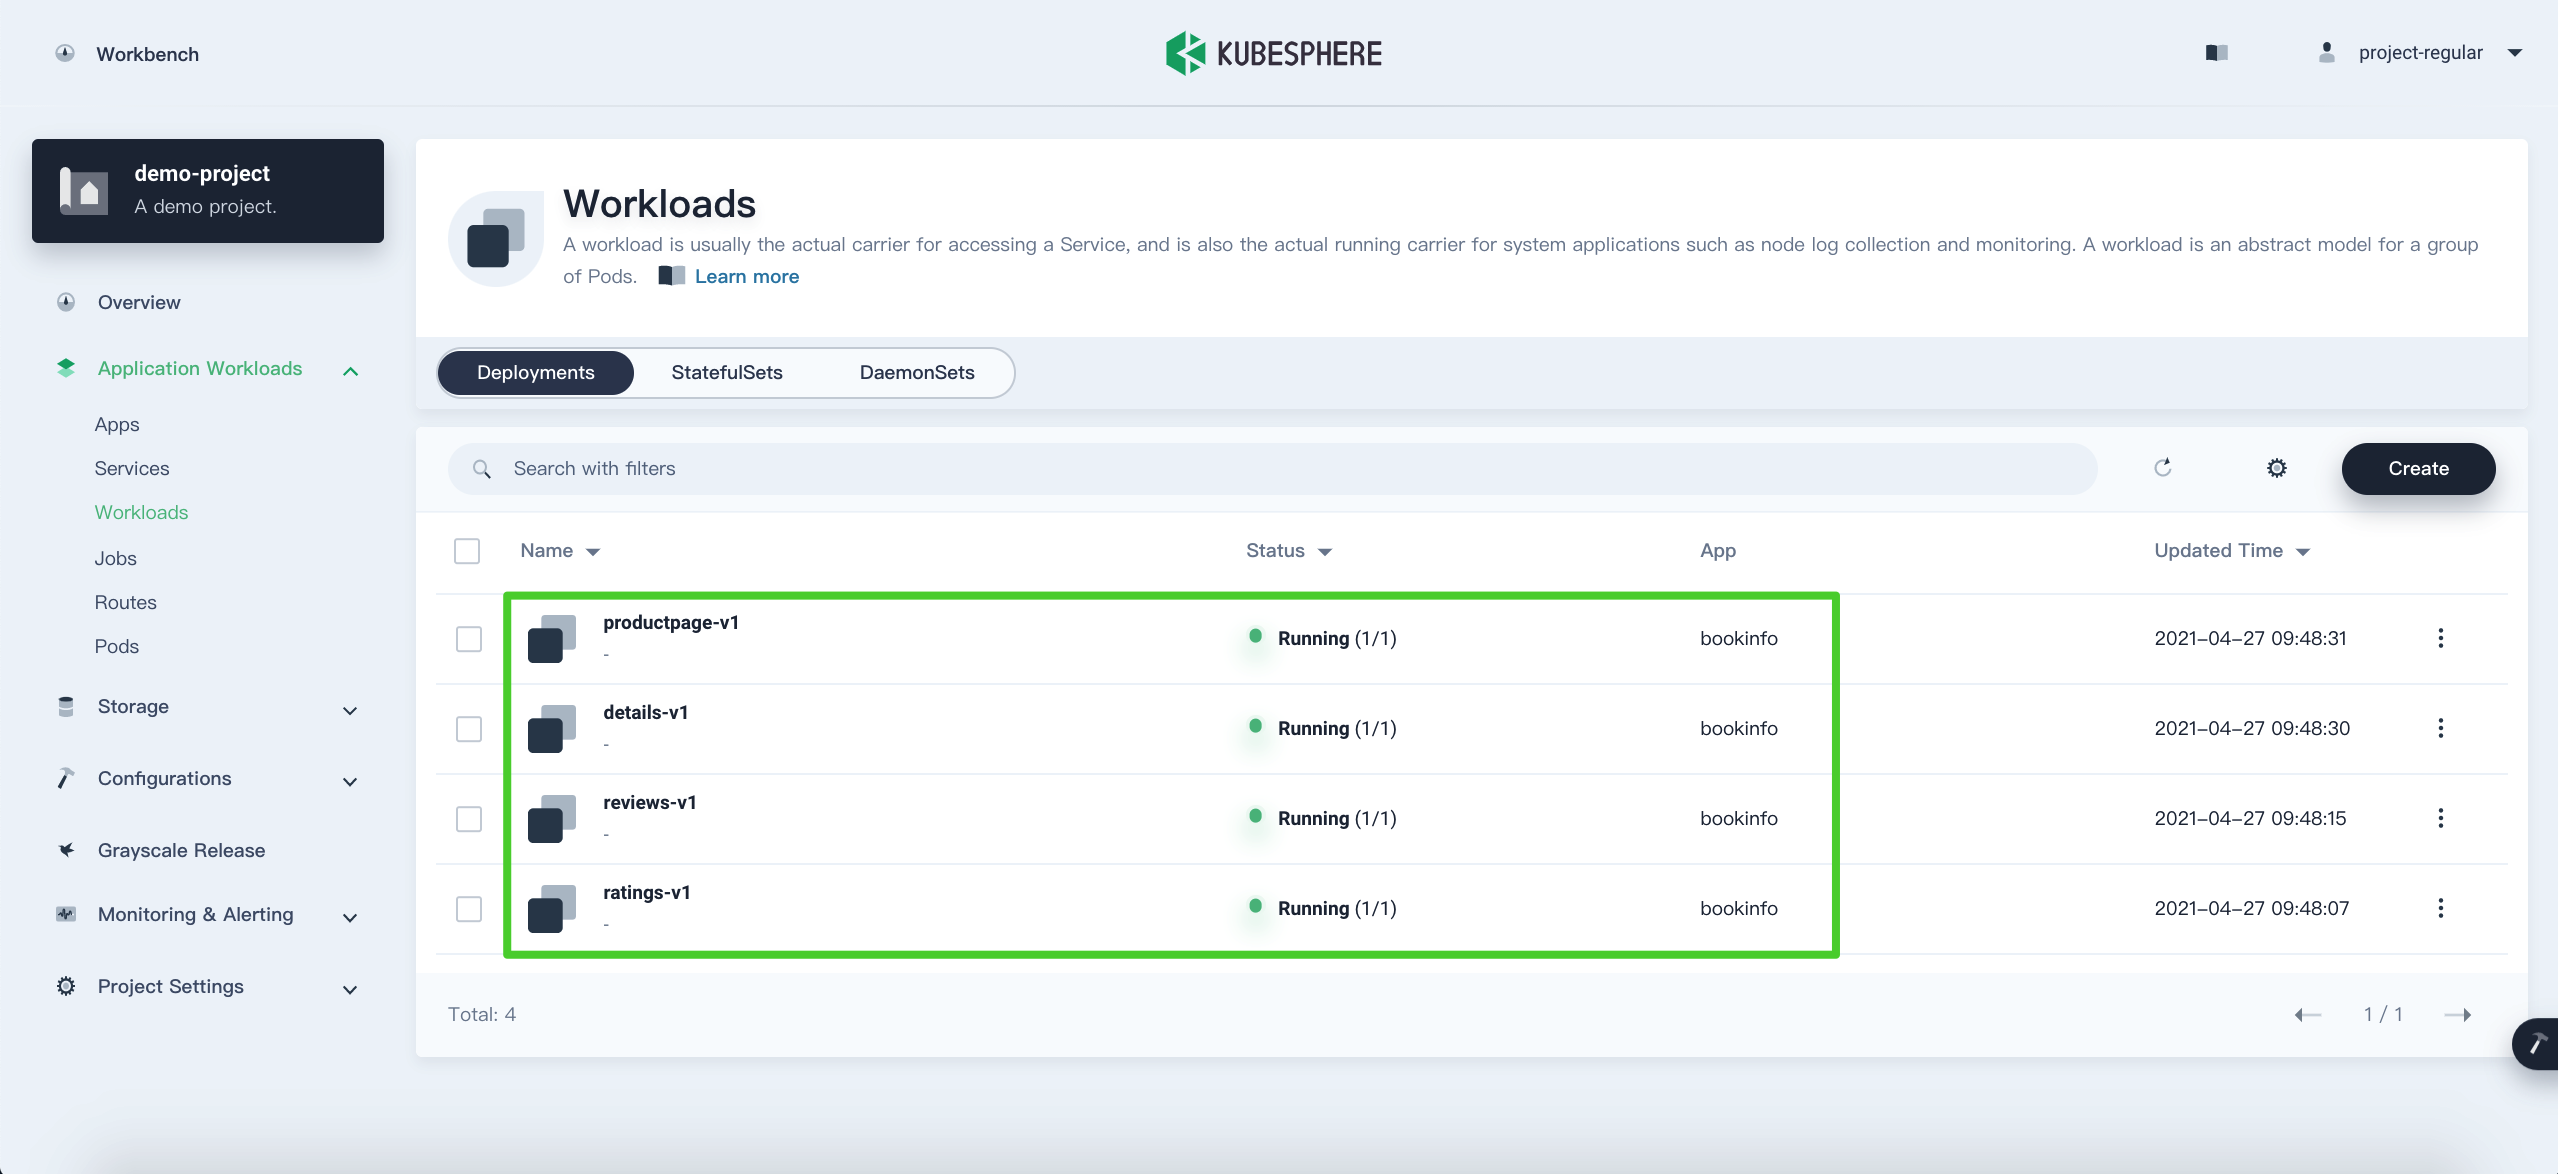 Workbench
KUBESPHERE
project-regular
demo-project
A demo project.
Overview
Application Workloads
Apps
Services
Workloads
Jobs
Routes
Pods
Storage
Configurations
Grayscale Release
Monitoring & Alerting
Project Settings
Workloads
A workload is usually the actual carrier for accessing a Service, and is also the actual running carrier for system applications such as node log collection and monitoring. A workload is an abstract model for a group
of Pods. Learn more
Deployments StatefulSets DaemonSets
Search with filters
Create
Name Status App Updated Time
productpage-v1
-
Running (1/1) bookinfo 2021-04-27 09:48:31
details-v1
-
Running (1/1) bookinfo 2021-04-27 09:48:30
reviews-v1
-
Running (1/1) bookinfo 2021-04-27 09:48:15
ratings-v1
-
Running (1/1) bookinfo 2021-04-27 09:48:07
Total: 4
1 / 1